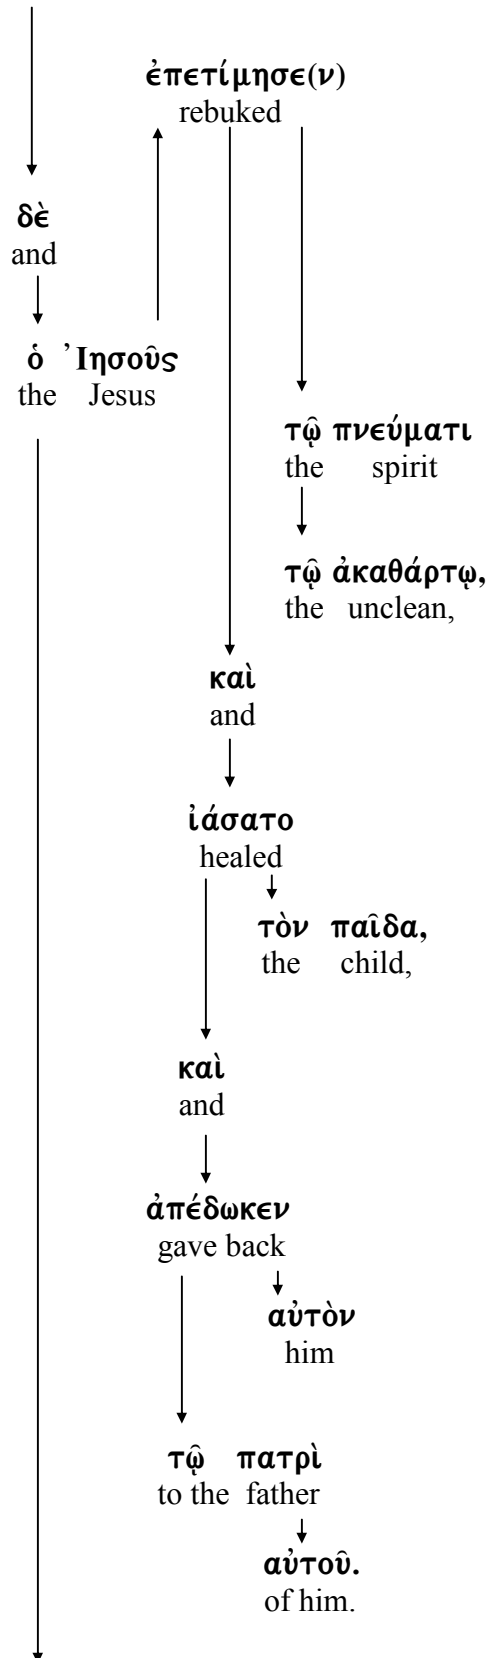 ἐπετίμησε(ν)
rebuked
δὲ
and
ὁ ᾿Ιησοῦς
the Jesus
τῷ πνεύματι
the spirit
τῷ ἀκαθάρτῳ,
the unclean,
καὶ
and
ἰάσατο
healed
τὸν παῖδα,
the child,
καὶ
and
ἀπέδωκεν
gave back
αὐτὸν
him
τῷ πατρὶ
to the father
αὐτοῦ.
of him.